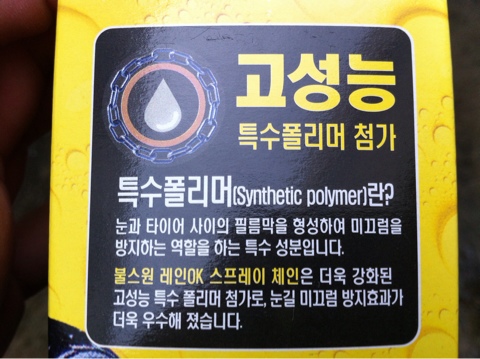 고성능
특수폴리머 첨가
특수폴리머(Synthetic polymer)란?
눈과 타이어 사이의 필름막을 형성하여 미끄럼을
방지하는 역할을 하는 특수 성분입니다.
불스원 레인OK 스프레이 체인은 더욱 강화된
고성능 특수 폴리머 첨가로, 눈길 미끄럼 방지효과가
더욱 우수해 졌습니다.